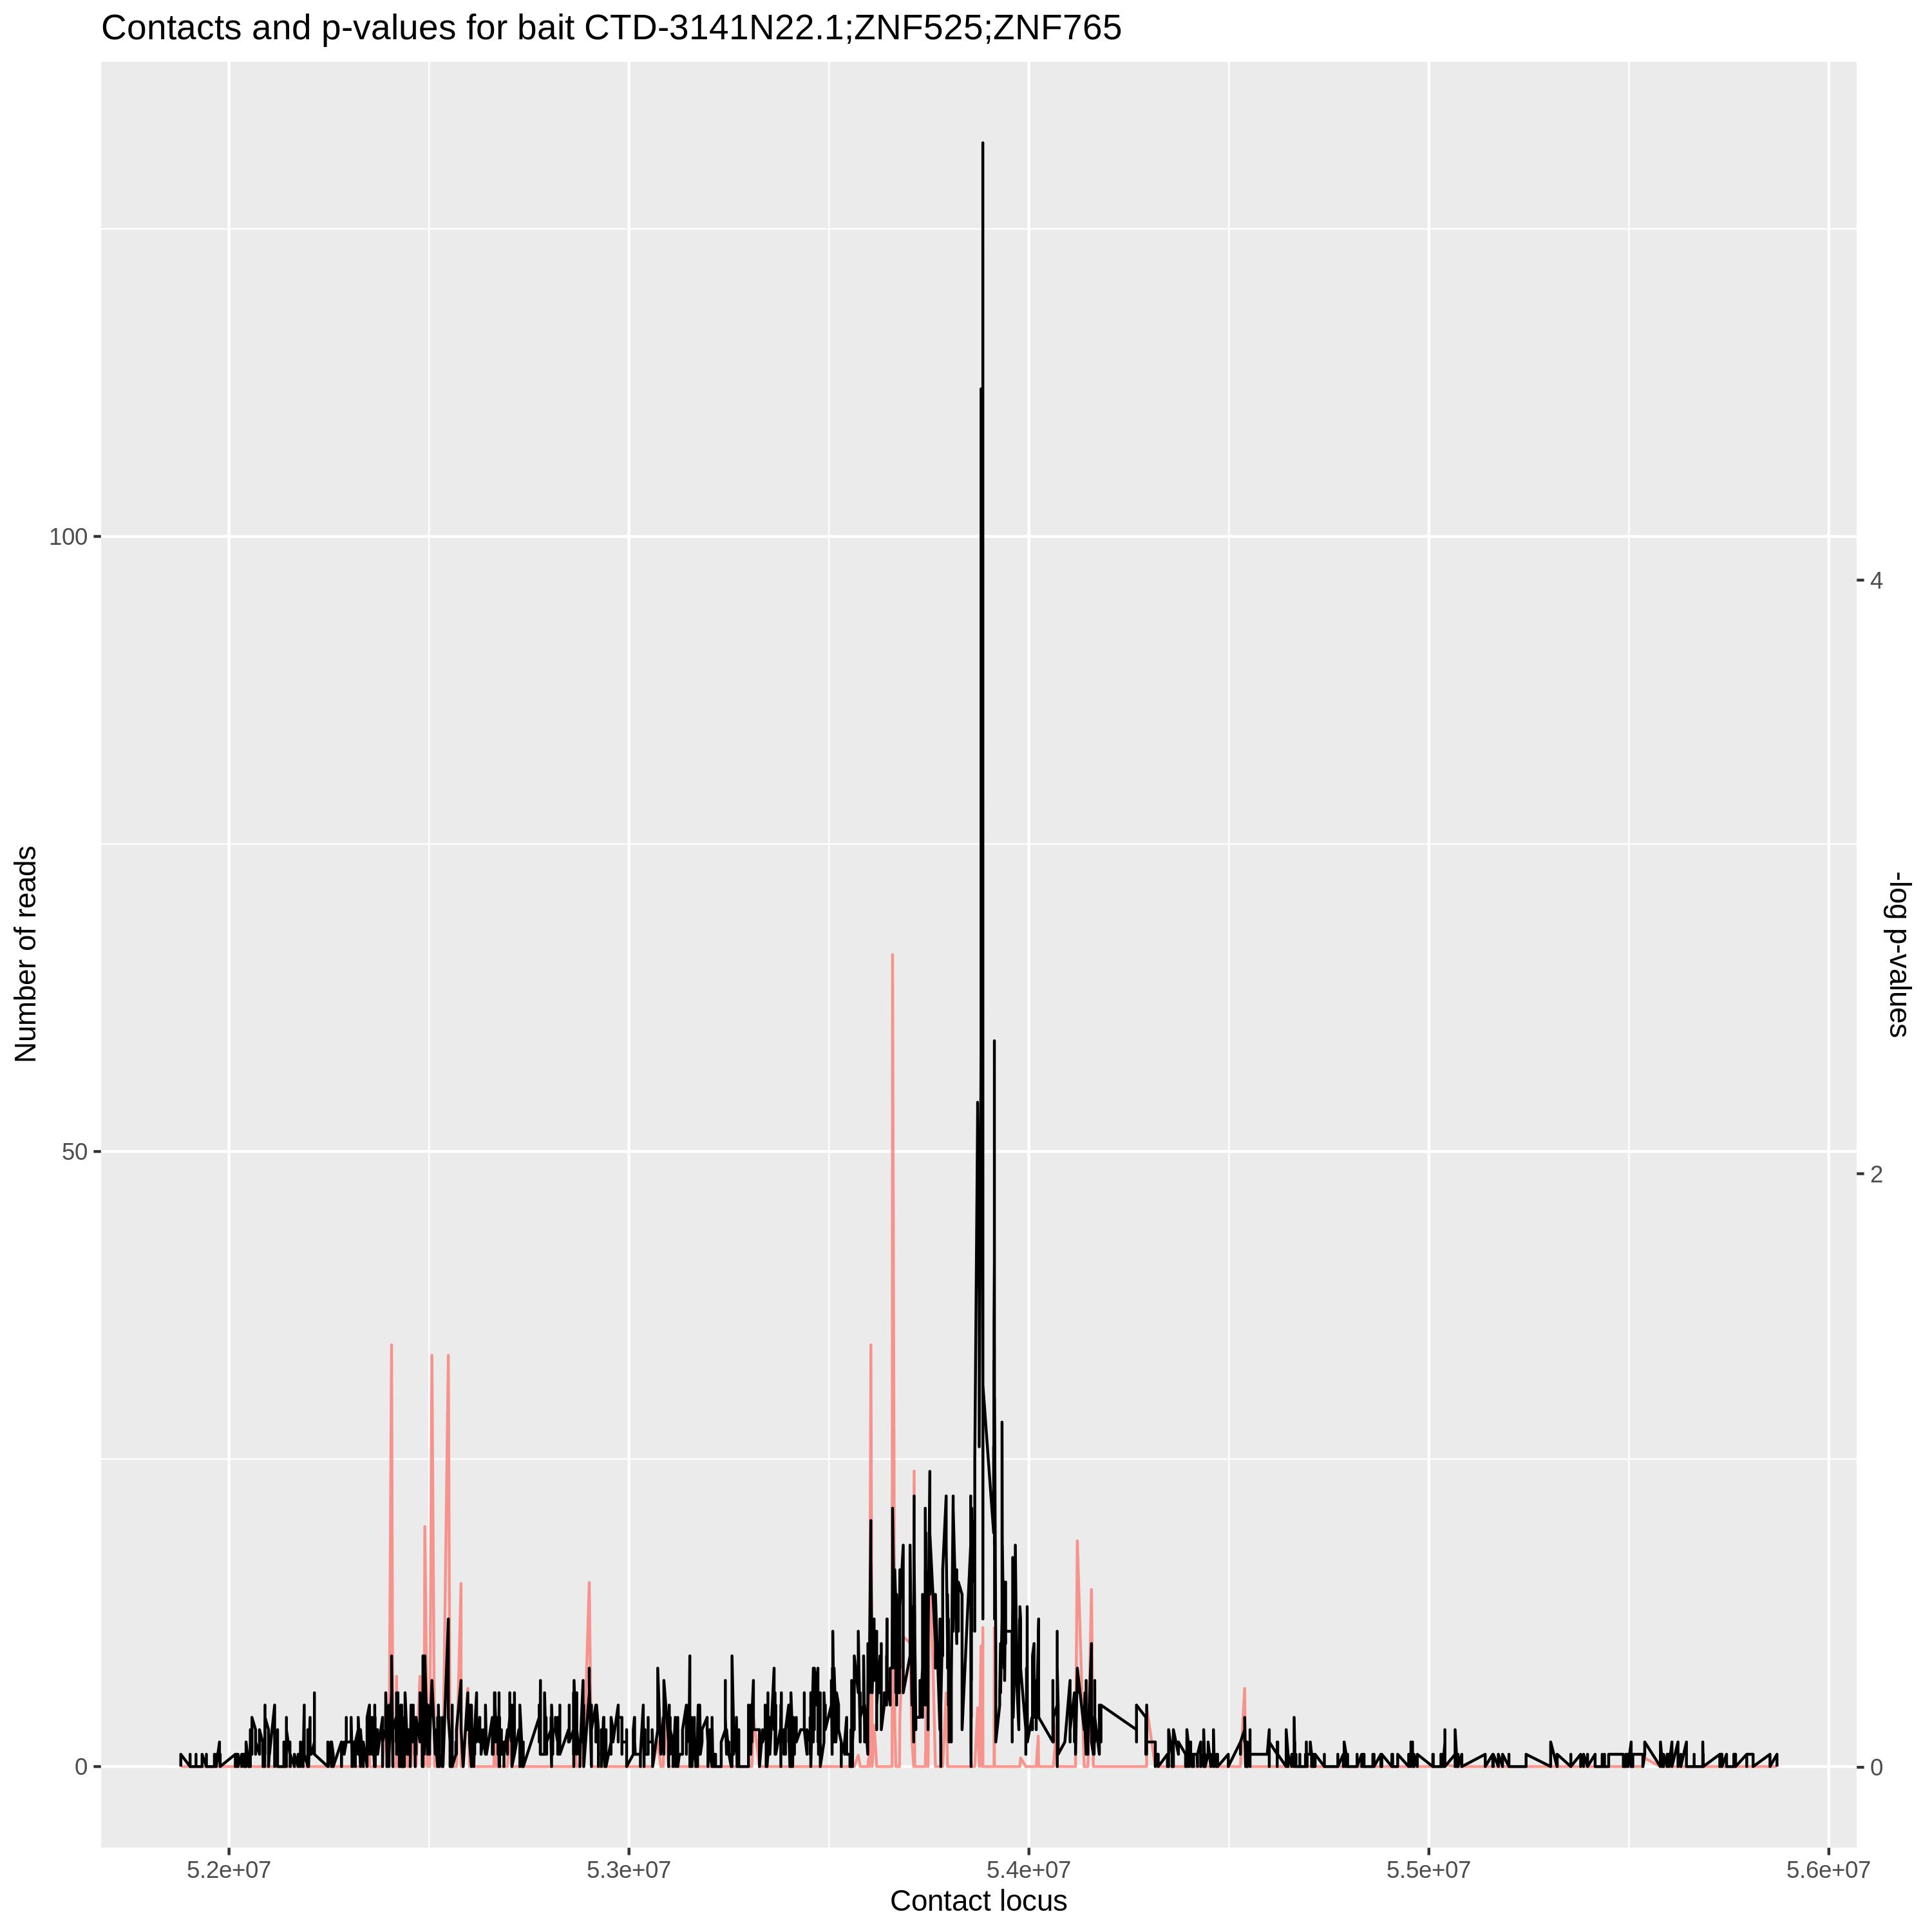 Contacts and p-values for bait CTD-3141N22.1;ZNF525;ZNF765
100
50
0
Number of reads
4
2
0
-log p-values
5.2e+07 5.3e+07 5.4e+07 5.5e+07 5.6e+07
Contact locus